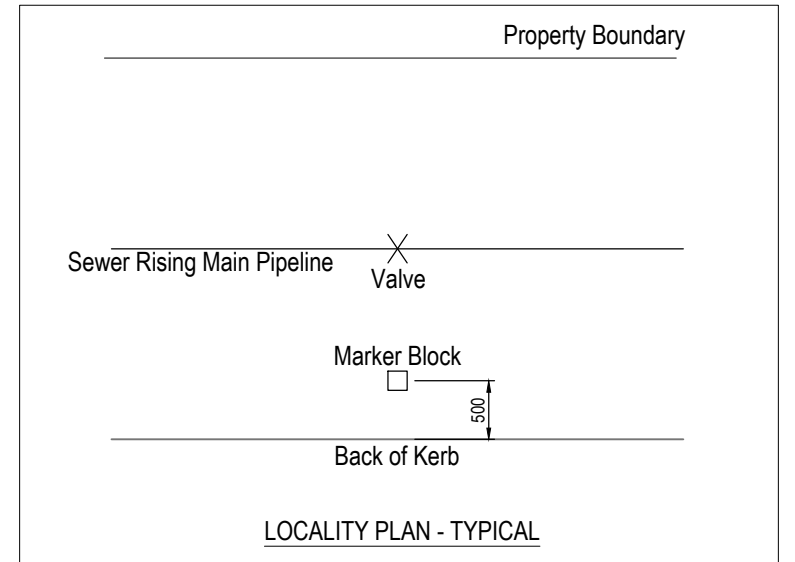 Property Boundary
Sewer Rising Main Pipeline
Valve
Marker Block
500
Back of Kerb
LOCALITY PLAN - TYPICAL